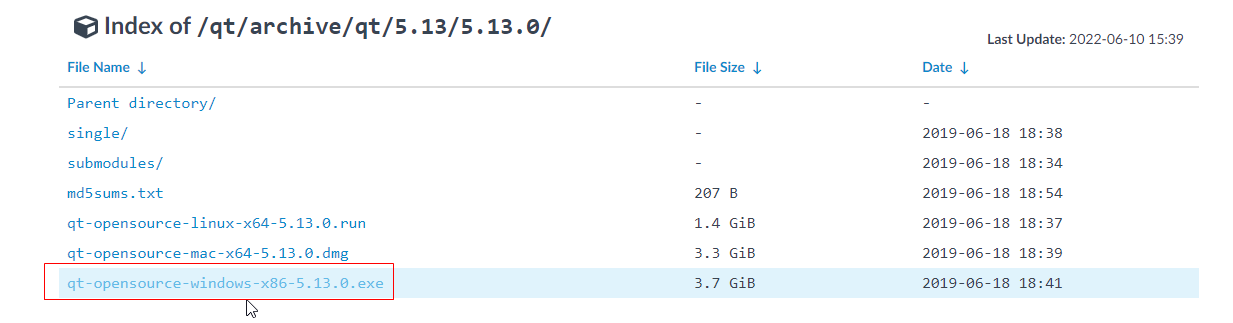 Index of /qt/archive/qt/5.13/5.13.0/
Last Update: 2022-06-10 15:39
File Name ↓ File Size ↓ Date ↓
Parent directory/ - -
single/ - 2019-06-18 18:38
submodules/ - 2019-06-18 18:34
md5sums.txt 207 B 2019-06-18 18:54
qt-opensource-linux-x64-5.13.0.run 1.4 GiB 2019-06-18 18:37
qt-opensource-mac-x64-5.13.0.dmg 3.3 GiB 2019-06-18 18:39
qt-opensource-windows-x86-5.13.0.exe 3.7 GiB 2019-06-18 18:41